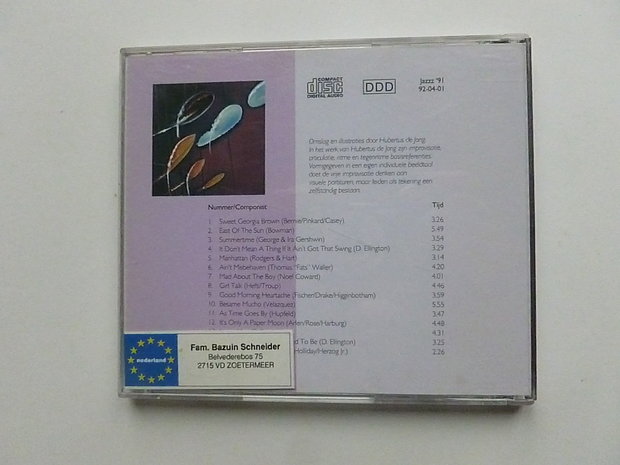 COMPACT
disc
DIGITAL AUDIO
DDD
Jazzz '91
92-04-01
Omslag en illustraties door Hubertus de Jong.
In het werk van Hubertus de Jong zijn improvisatie,
articulatie, ritme en tegenritme basisreferenties.
Vormgegeven in een eigen individuele beeldtaal
doet de vrije improvisatie denken aan
visuele partituren, maar leiden als tekening een
zelfstandig bestaan.
Nummer/Componist Tijd
1. Sweet Georgia Brown (Bernie/Pinkard/Casey) 3.26
2. East Of The Sun (Bowman) 5.49
3. Summertime (George & Ira Gershwin) 3.54
4. It Don't Mean A Thing If It Ain't Got That Swing (D. Ellington) 3.29
5. Manhattan (Rodgers & Hart) 3.14
6. Ain't Misbehaven (Thomas "Fats" Waller) 4.20
7. Mad About The Boy (Noel Coward) 4.01
8. Girl Talk (Hefti/Troup) 4.46
9. Good Morning Heartache (Fischer/Drake/Higginbotham) 3.59
10. Besame Mucho (Velazquez) 5.55
11. As Time Goes By (Hupfeld) 3.47
12. It's Only A Paper Moon (Arlen/Rose/Harburg) 4.48
4.31
d To Be (D. Ellington) 3.25
Holliday/Herzog Jr.) 2.26
nederland
Fam. Bazuin Schneider
Belvederebos 75
2715 VD ZOETERMEER